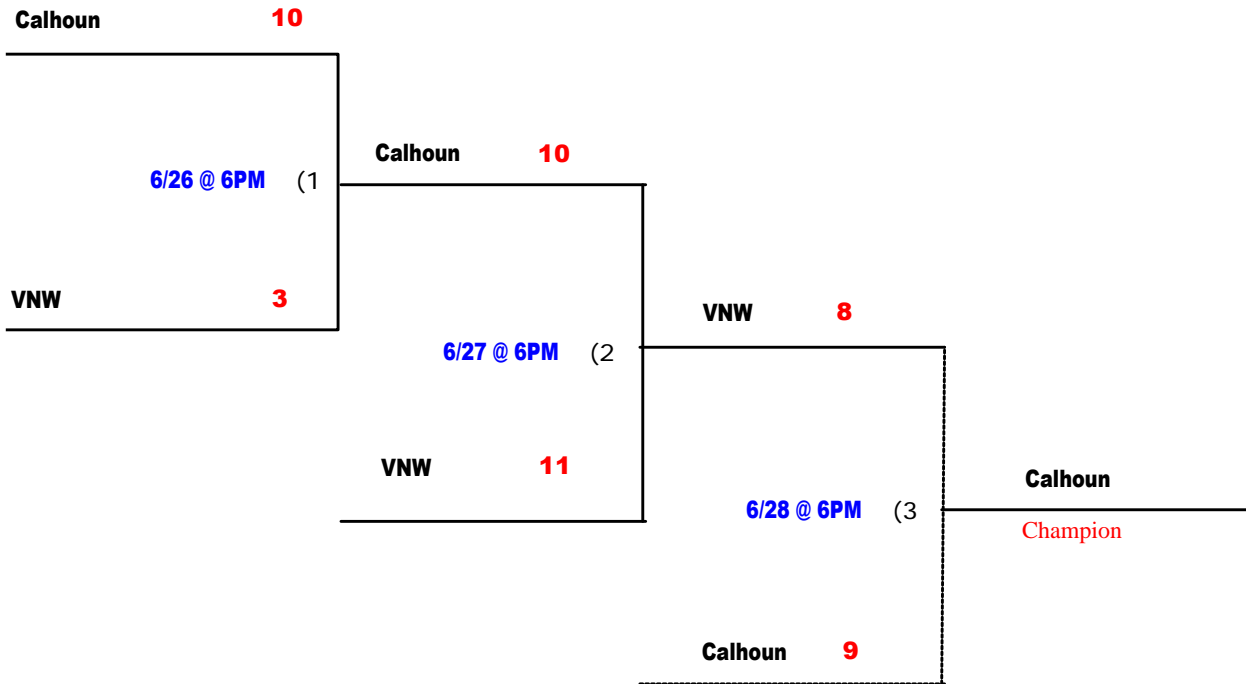 Calhoun 10
Calhoun 10
6/26 @ 6PM (1
VNW 3
VNW 8
6/27 @ 6PM (2
VNW 11
Calhoun
6/28 @ 6PM (3
Champion
Calhoun 9